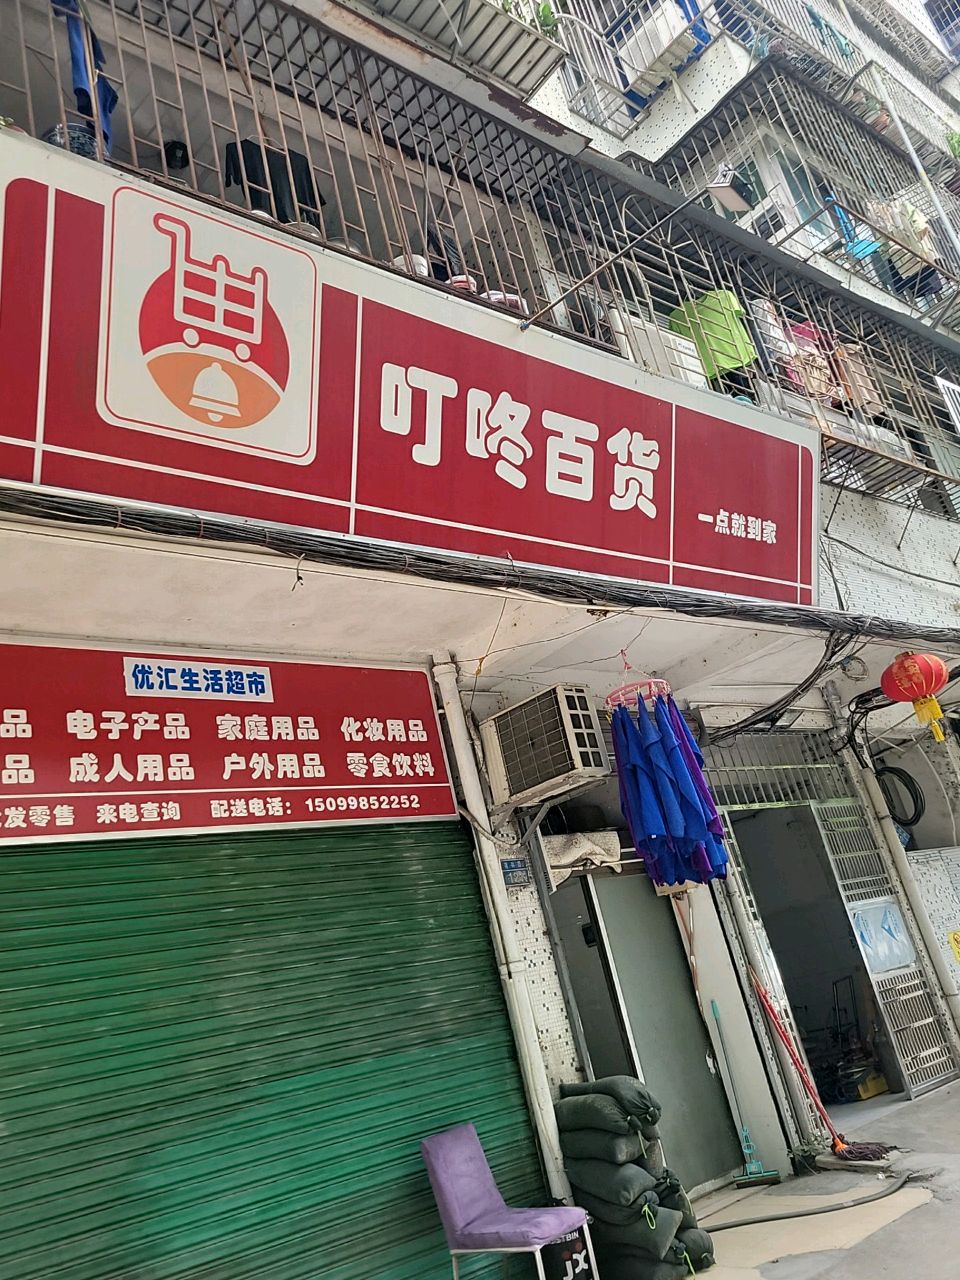 叮咚百货
一点就到家
优汇生活超市
品 电子产品 家庭用品 化妆用品
品 成人用品 户外用品 零食饮料
发零售 来电查询 配送电话：15099852252
JX